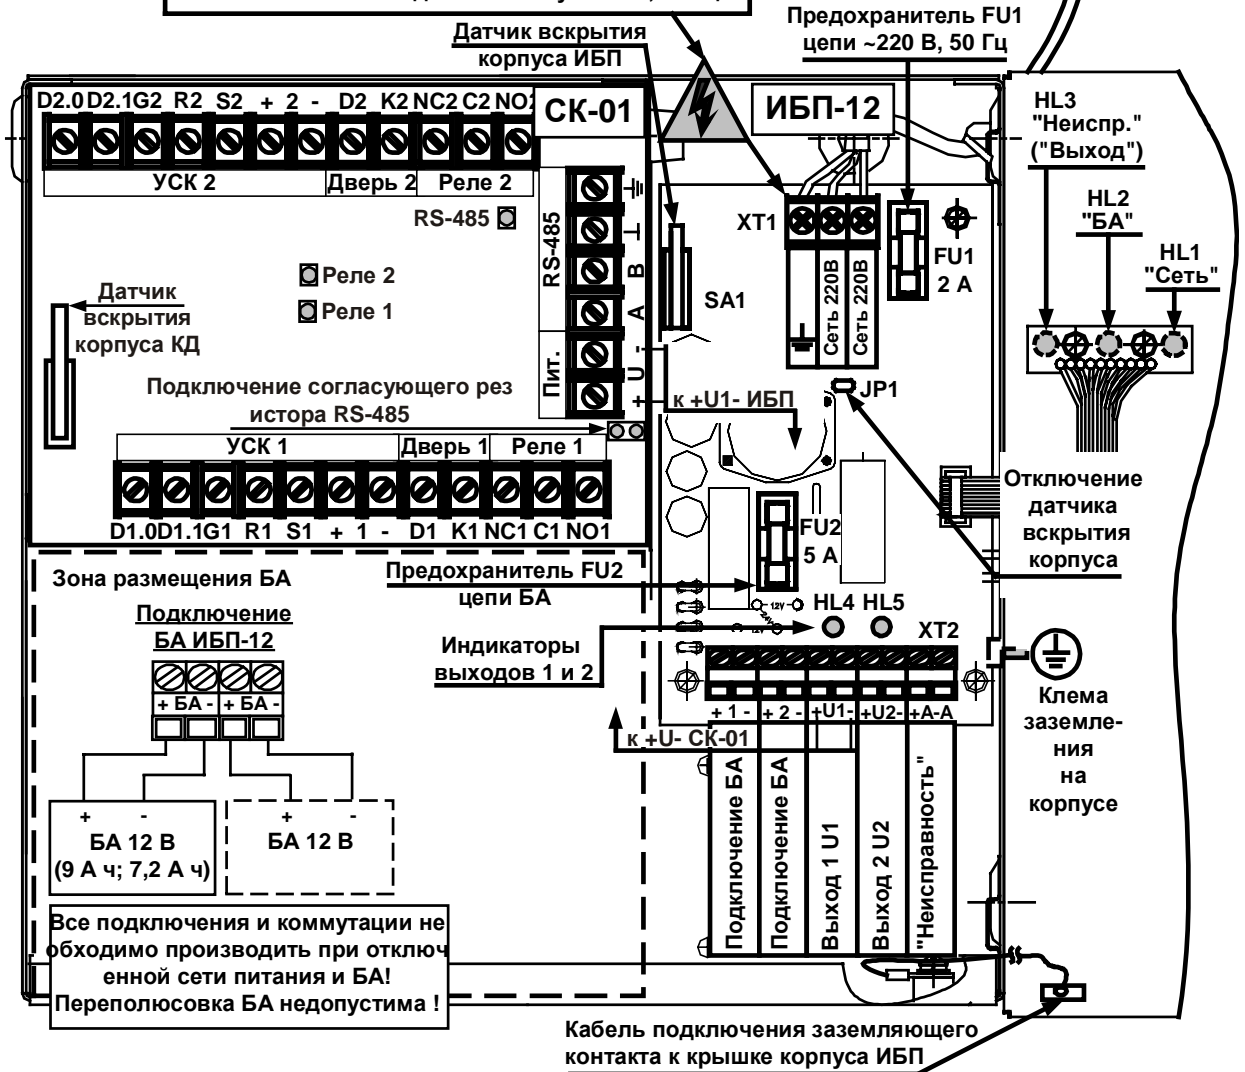 Предохранитель FU1
цепи ~220 В, 50 Гц
Датчик вскрытия
корпуса ИБП
D2.0 D2.1 G2 R2 S2 + 2 - D2 K2 NC2 C2 NO2
СК-01
ИБП-12
УСК 2 Дверь 2 Реле 2
RS-485
Реле 2
Реле 1
Датчик
вскрытия
корпуса КД
RS-485
B
A
Пит.
- U +
Подключение согласующего рез
истора RS-485
УСК 1 Дверь 1 Реле 1
D1.0 D1.1 G1 R1 S1 + 1 - D1 K1 NC1 C1 NO1
XT1
SA1
Сеть 220В
Сеть 220В
FU1
2 А
JP1
к +U1- ИБП
HL3
"Неиспр."
("Выход")
HL2
"БА"
HL1
"Сеть"
Отключение
датчика
вскрытия
корпуса
FU2
5 А
Предохранитель FU2
цепи БА
12V
24V
12V
HL4 HL5
XT2
Индикаторы
выходов 1 и 2
Зона размещения БА
Подключение
БА ИБП-12
+ БА - + БА -
+ -
БА 12 В
(9 А ч; 7,2 А ч)
+ -
БА 12 В
+ 1 - + 2 - +U1- +U2- +A-A
к +U- СК-01
Подключение БА
Подключение БА
Выход 1 U1
Выход 2 U2
"Неисправность"
Клема
заземле-
ния
на
корпусе
Все подключения и коммутации не
обходимо производить при отключ
енной сети питания и БА!
Переполюсовка БА недопустима !
Кабель подключения заземляющего
контакта к крышке корпуса ИБП